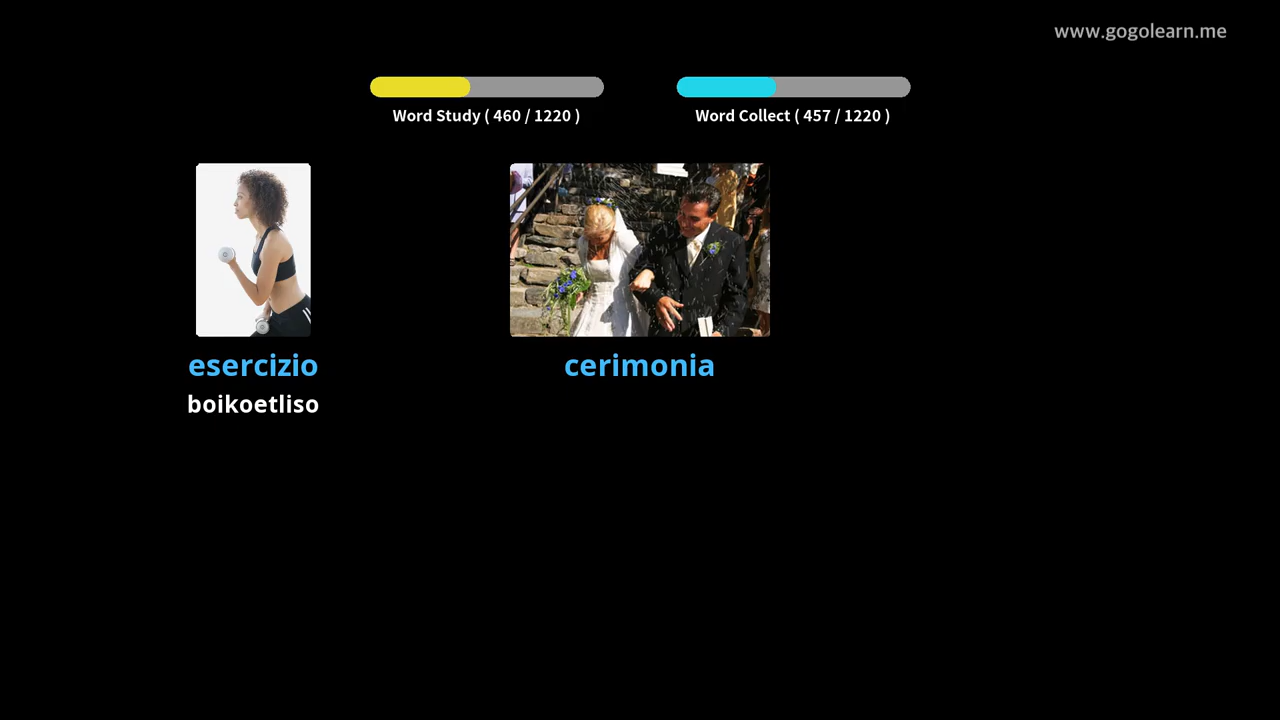 www.gogolearn.me
Word Study ( 460 / 1220 )
Word Collect ( 457 / 1220 )
esercizio
cerimonia
boikoetliso